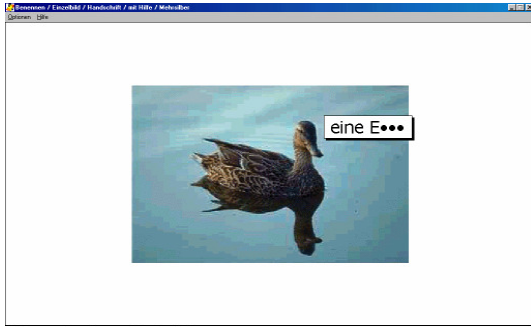 Benennen / Einzelbild / Handschrift / mit Hilfe / Mehrsilber
Optionen Hilfe
eine E●●●